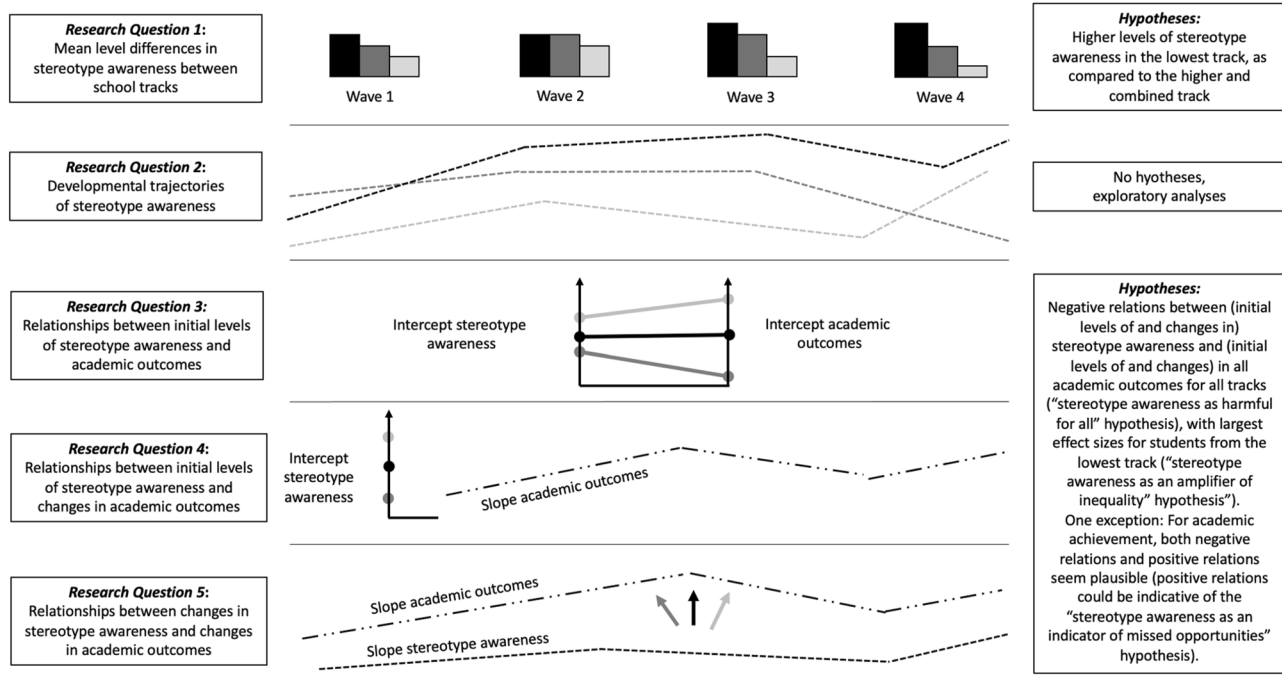 Research Question 1:
Mean level differences in
stereotype awareness between
school tracks
Wave 1
Wave 2
Wave 3
Wave 4
Hypotheses:
Higher levels of stereotype
awareness in the lowest track, as
compared to the higher and
combined track
Research Question 2:
Developmental trajectories
of stereotype awareness
No hyotheses,
exploratory analyses
Research Question 3:
Relationships between initial levels
of stereotype awareness and
academic outcomes
Intercept stereotype
awareness
Intercept academic
outcomes
Research Question 4:
Relationships between initial levels
of stereotype awareness and
changes in academic outcomes
Intercept
stereotype
awareness
Slope academic outcomes
Research Question 5:
Relationships between changes in
stereotype awareness and changes
in academic outcomes
Slope academic outcomes
Slope stereotype awareness
Hypotheses:
Negative relations between (initial
levels of and changes in)
stereotype awareness and (initial
levels of and changes) in all
academic outcomes for all tracks
(“stereotype awareness as harmful
for all” hypothesis), with largest
effect sizes for students from the
lowest track (“stereotype
awareness as an amplifier of
inequality” hypothesis”).
One exception: For academic
achievement, both negative
relations and positive relations
seem plausible (positive relations
could be indicative of the
“stereotype awareness as an
indicator of missed opportunities”
hypothesis).